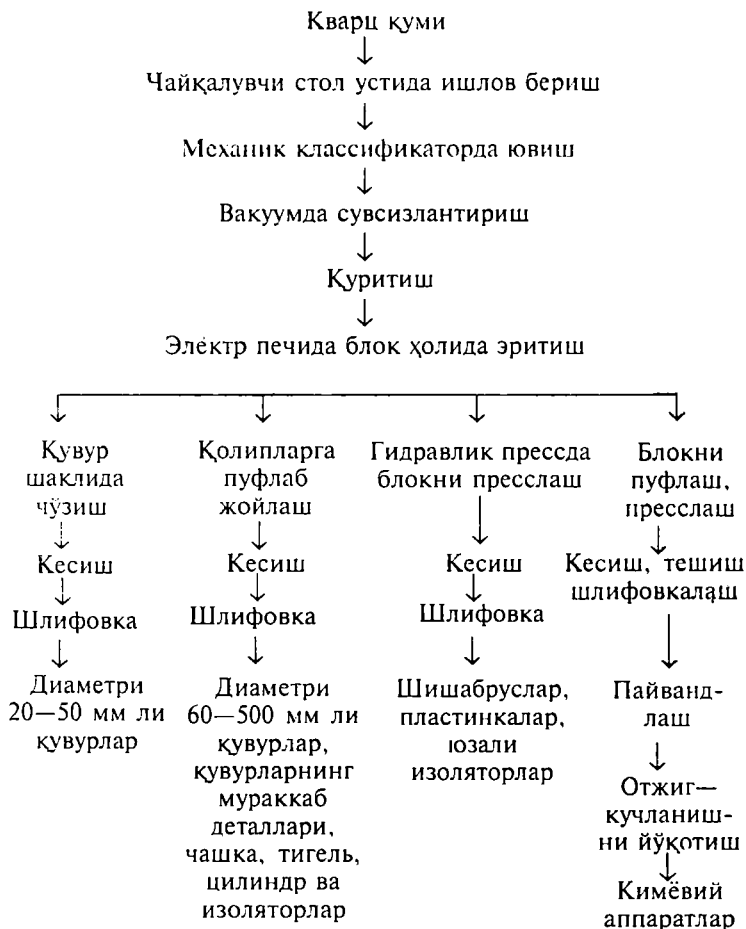 Кварц қуми
Чайқалувчи стол устида ишлов бериш
Механик классификаторда ювиш
Вакуумда сувсизлантириш
Қуритиш
Электр печида блок ҳолида эритиш
Қувур
шаклида
чўзиш
Кесиш
Шлифовка
Диаметри
20—50 мм ли
қувурлар
Қолипларга
пуфлаб
жойлаш
Кесиш
Шлифовка
Диаметри
60—500 мм ли
қувурлар,
қувурларнинг
мураккаб
деталлари,
чашка, тигель,
цилиндр ва
изоляторлар
Гидравлик прессда
блокни пресслаш
Кесиш
Шлифовка
Шишабруслар,
пластинкалар,
юзали
изоляторлар
Блокни
пуфлаш,
пресслаш
Кесиш, тешиш
шлифовкалаш
Пайванд-
лаш
Отжиг—
кучланиш-
ни йўқотиш
Кимёвий
аппаратлар